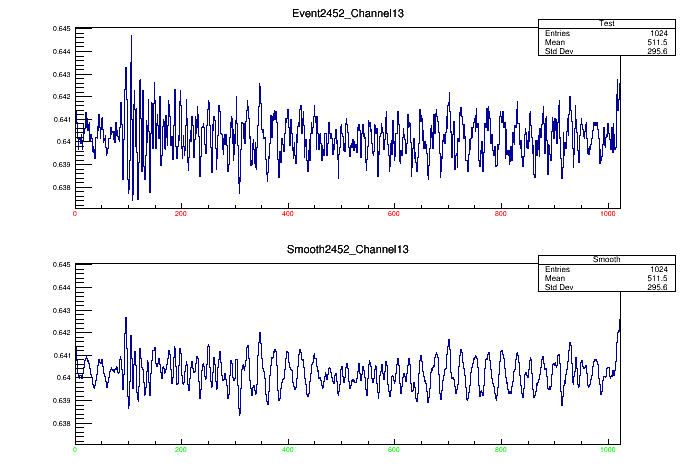 Event2452_Channel13
Test
Entries 1024
Mean 511.5
Std Dev 295.6
0.645
0.644
0.643
0.642
0.641
0.64
0.639
0.638
0 200 400 600 800 1000
Smooth2452_Channel13
Smooth
Entries 1024
Mean 511.5
Std Dev 295.6
0.645
0.644
0.643
0.642
0.641
0.64
0.639
0.638
0 200 400 600 800 1000